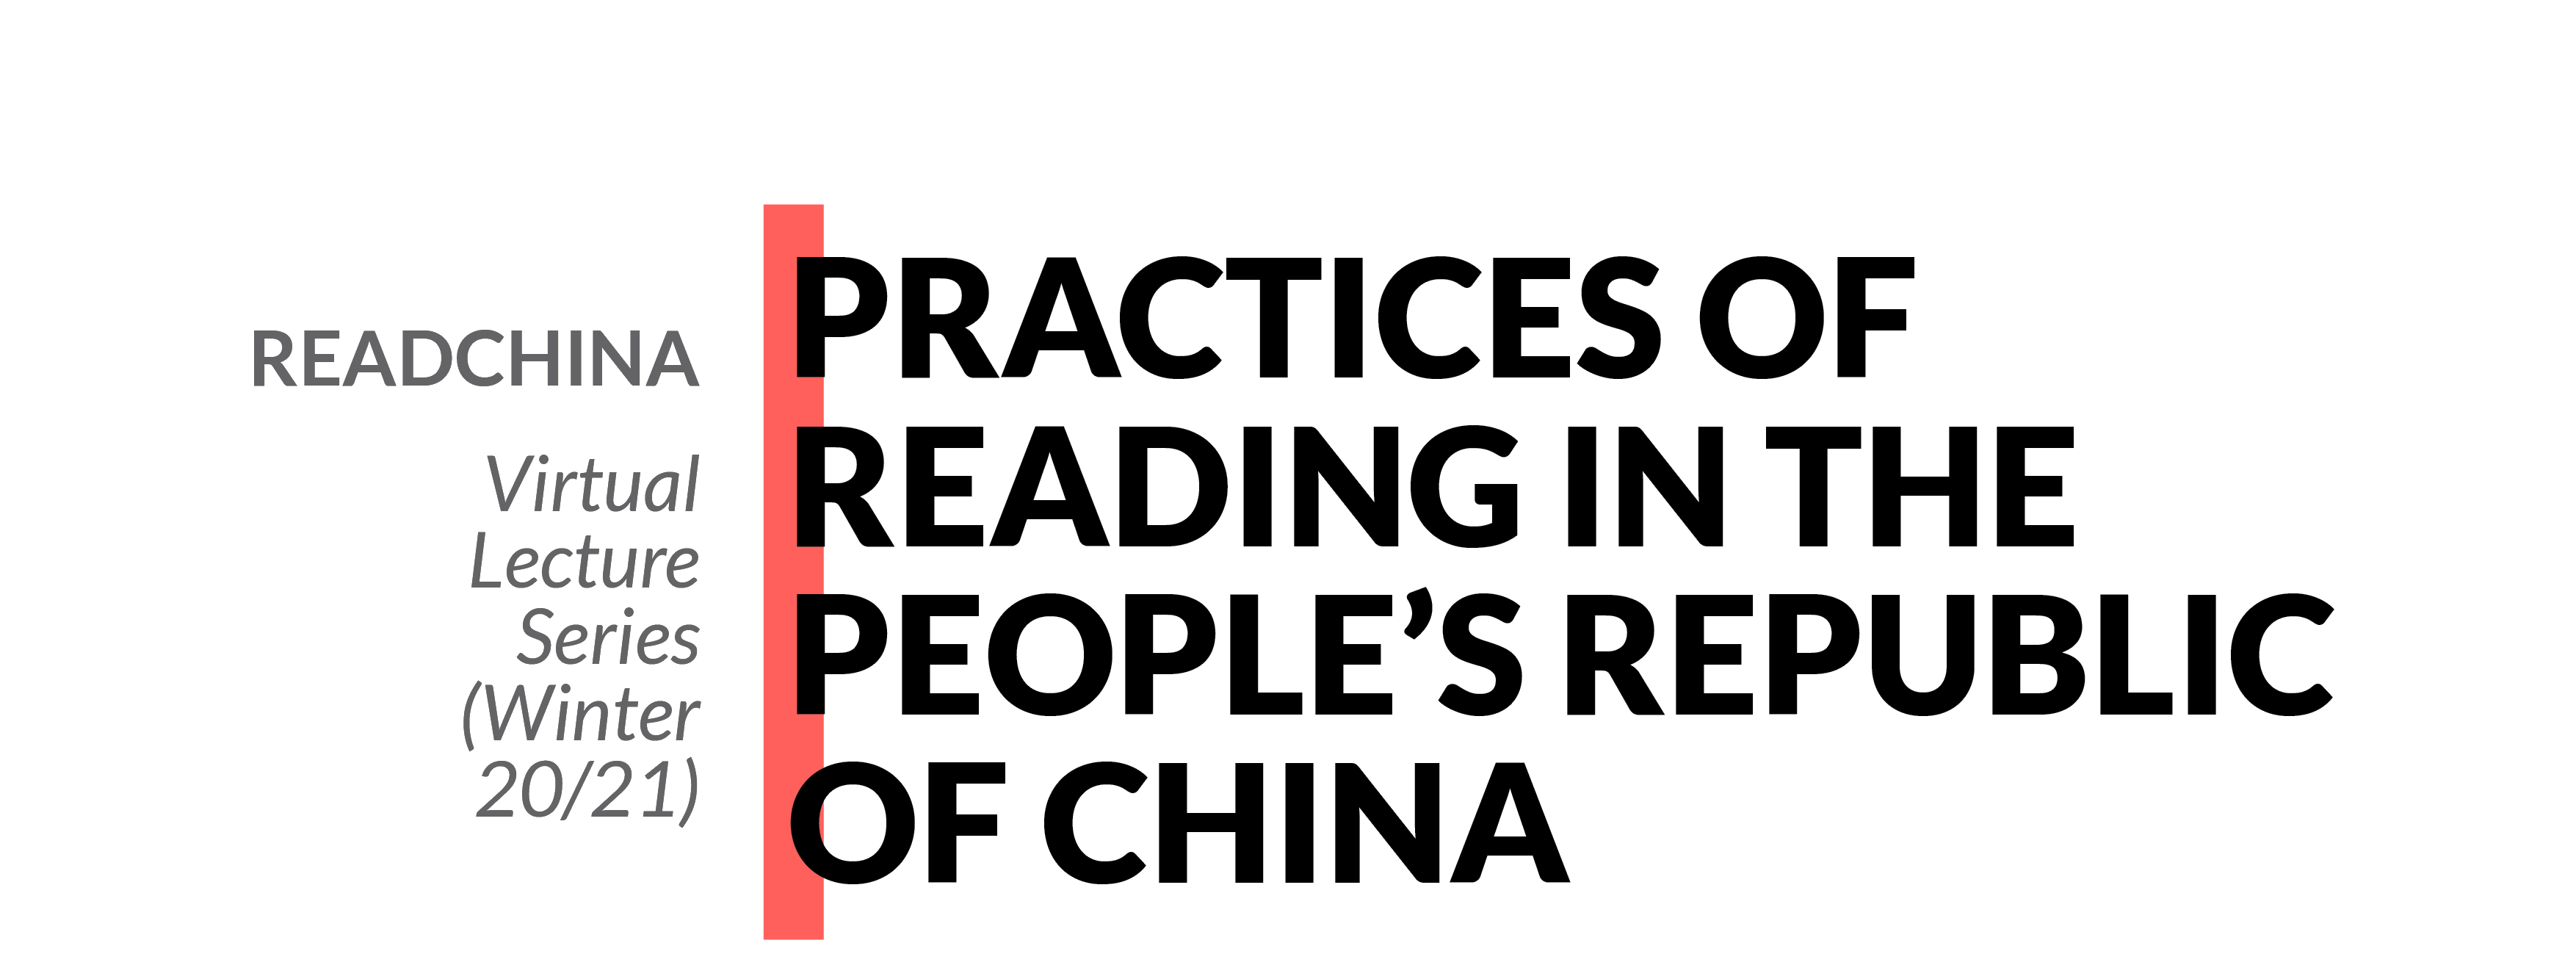 READCHINA
Virtual
Lecture
Series
(Winter
20/21)
PRACTICES OF
READING IN THE
PEOPLE’S REPUBLIC
OF CHINA